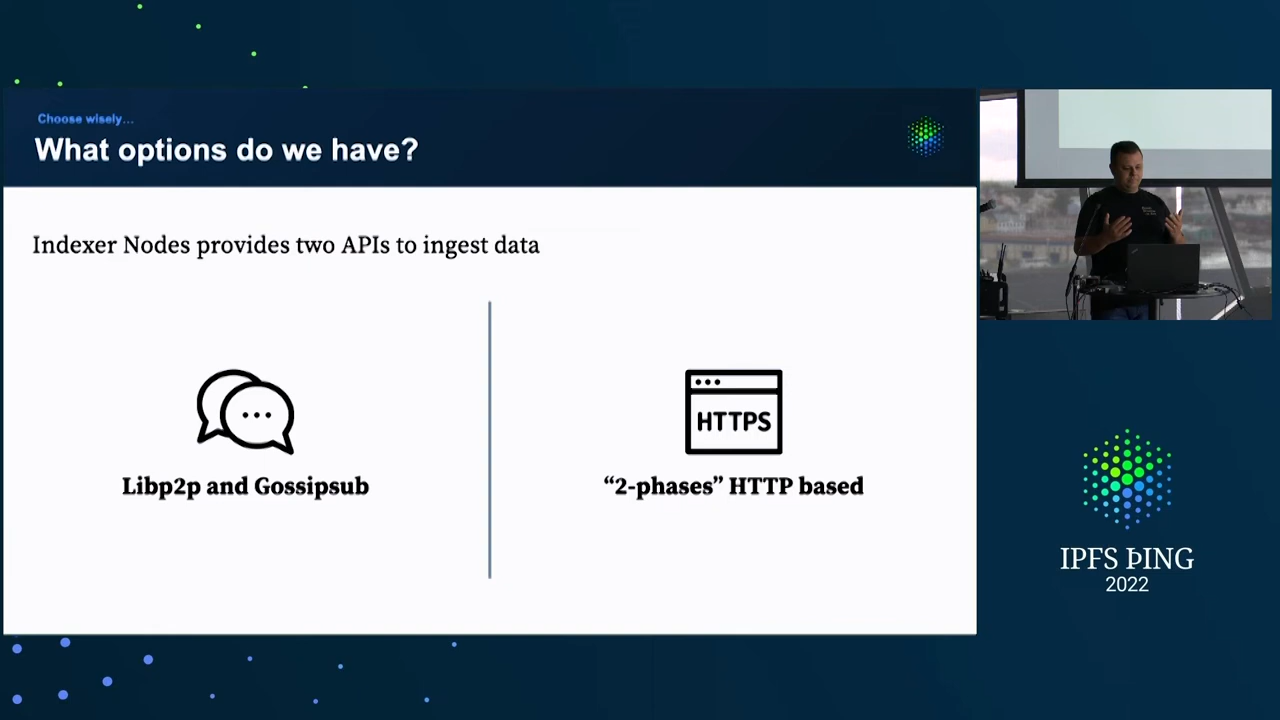 Choose wisely...
What options do we have?
Indexer Nodes provides two APIs to ingest data
HTTPS
Libp2p and Gossipsub
“2-phases” HTTP based
IPFS ÞING
2022